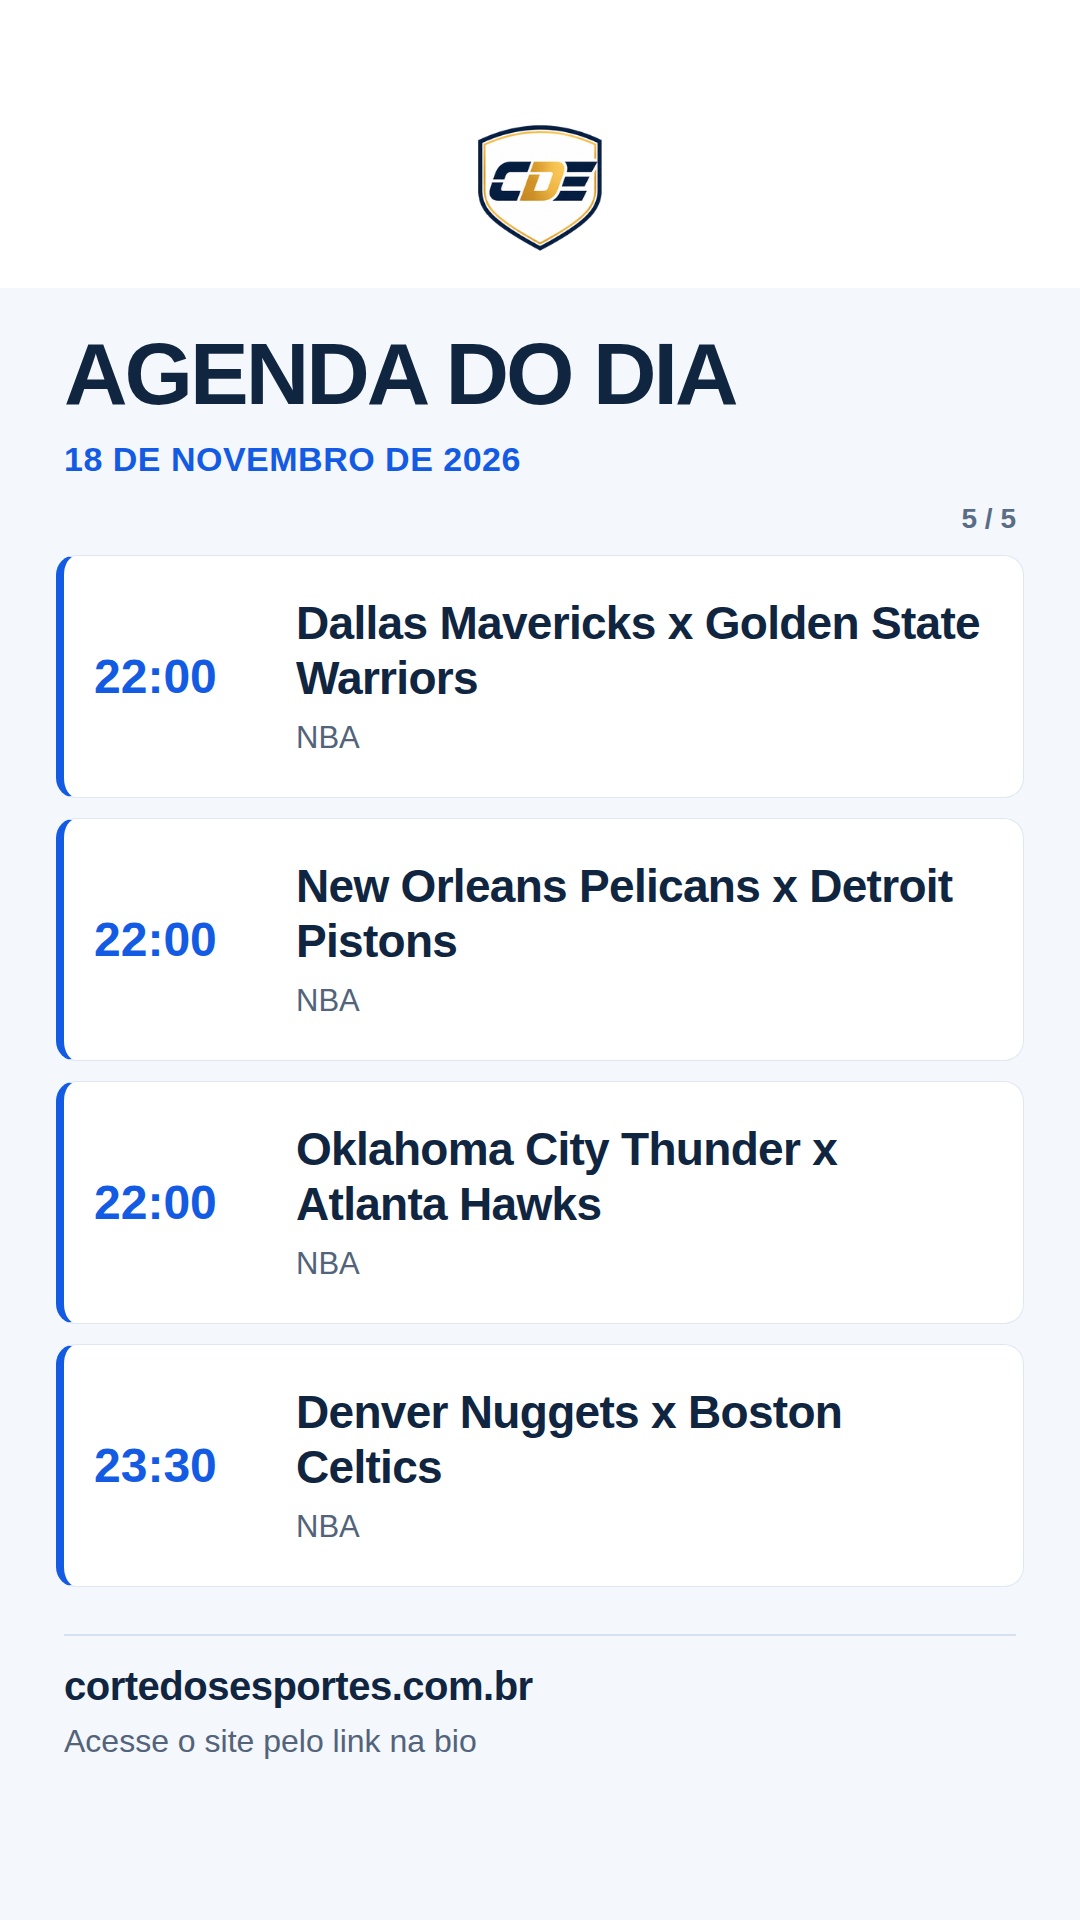 CDE
AGENDA DO DIA
18 DE NOVEMBRO DE 2026
5 / 5
22:00
Dallas Mavericks x Golden State
Warriors
NBA
22:00
New Orleans Pelicans x Detroit
Pistons
NBA
22:00
Oklahoma City Thunder x
Atlanta Hawks
NBA
23:30
Denver Nuggets x Boston
Celtics
NBA
cortedosesportes.com.br
Acesse o site pelo link na bio